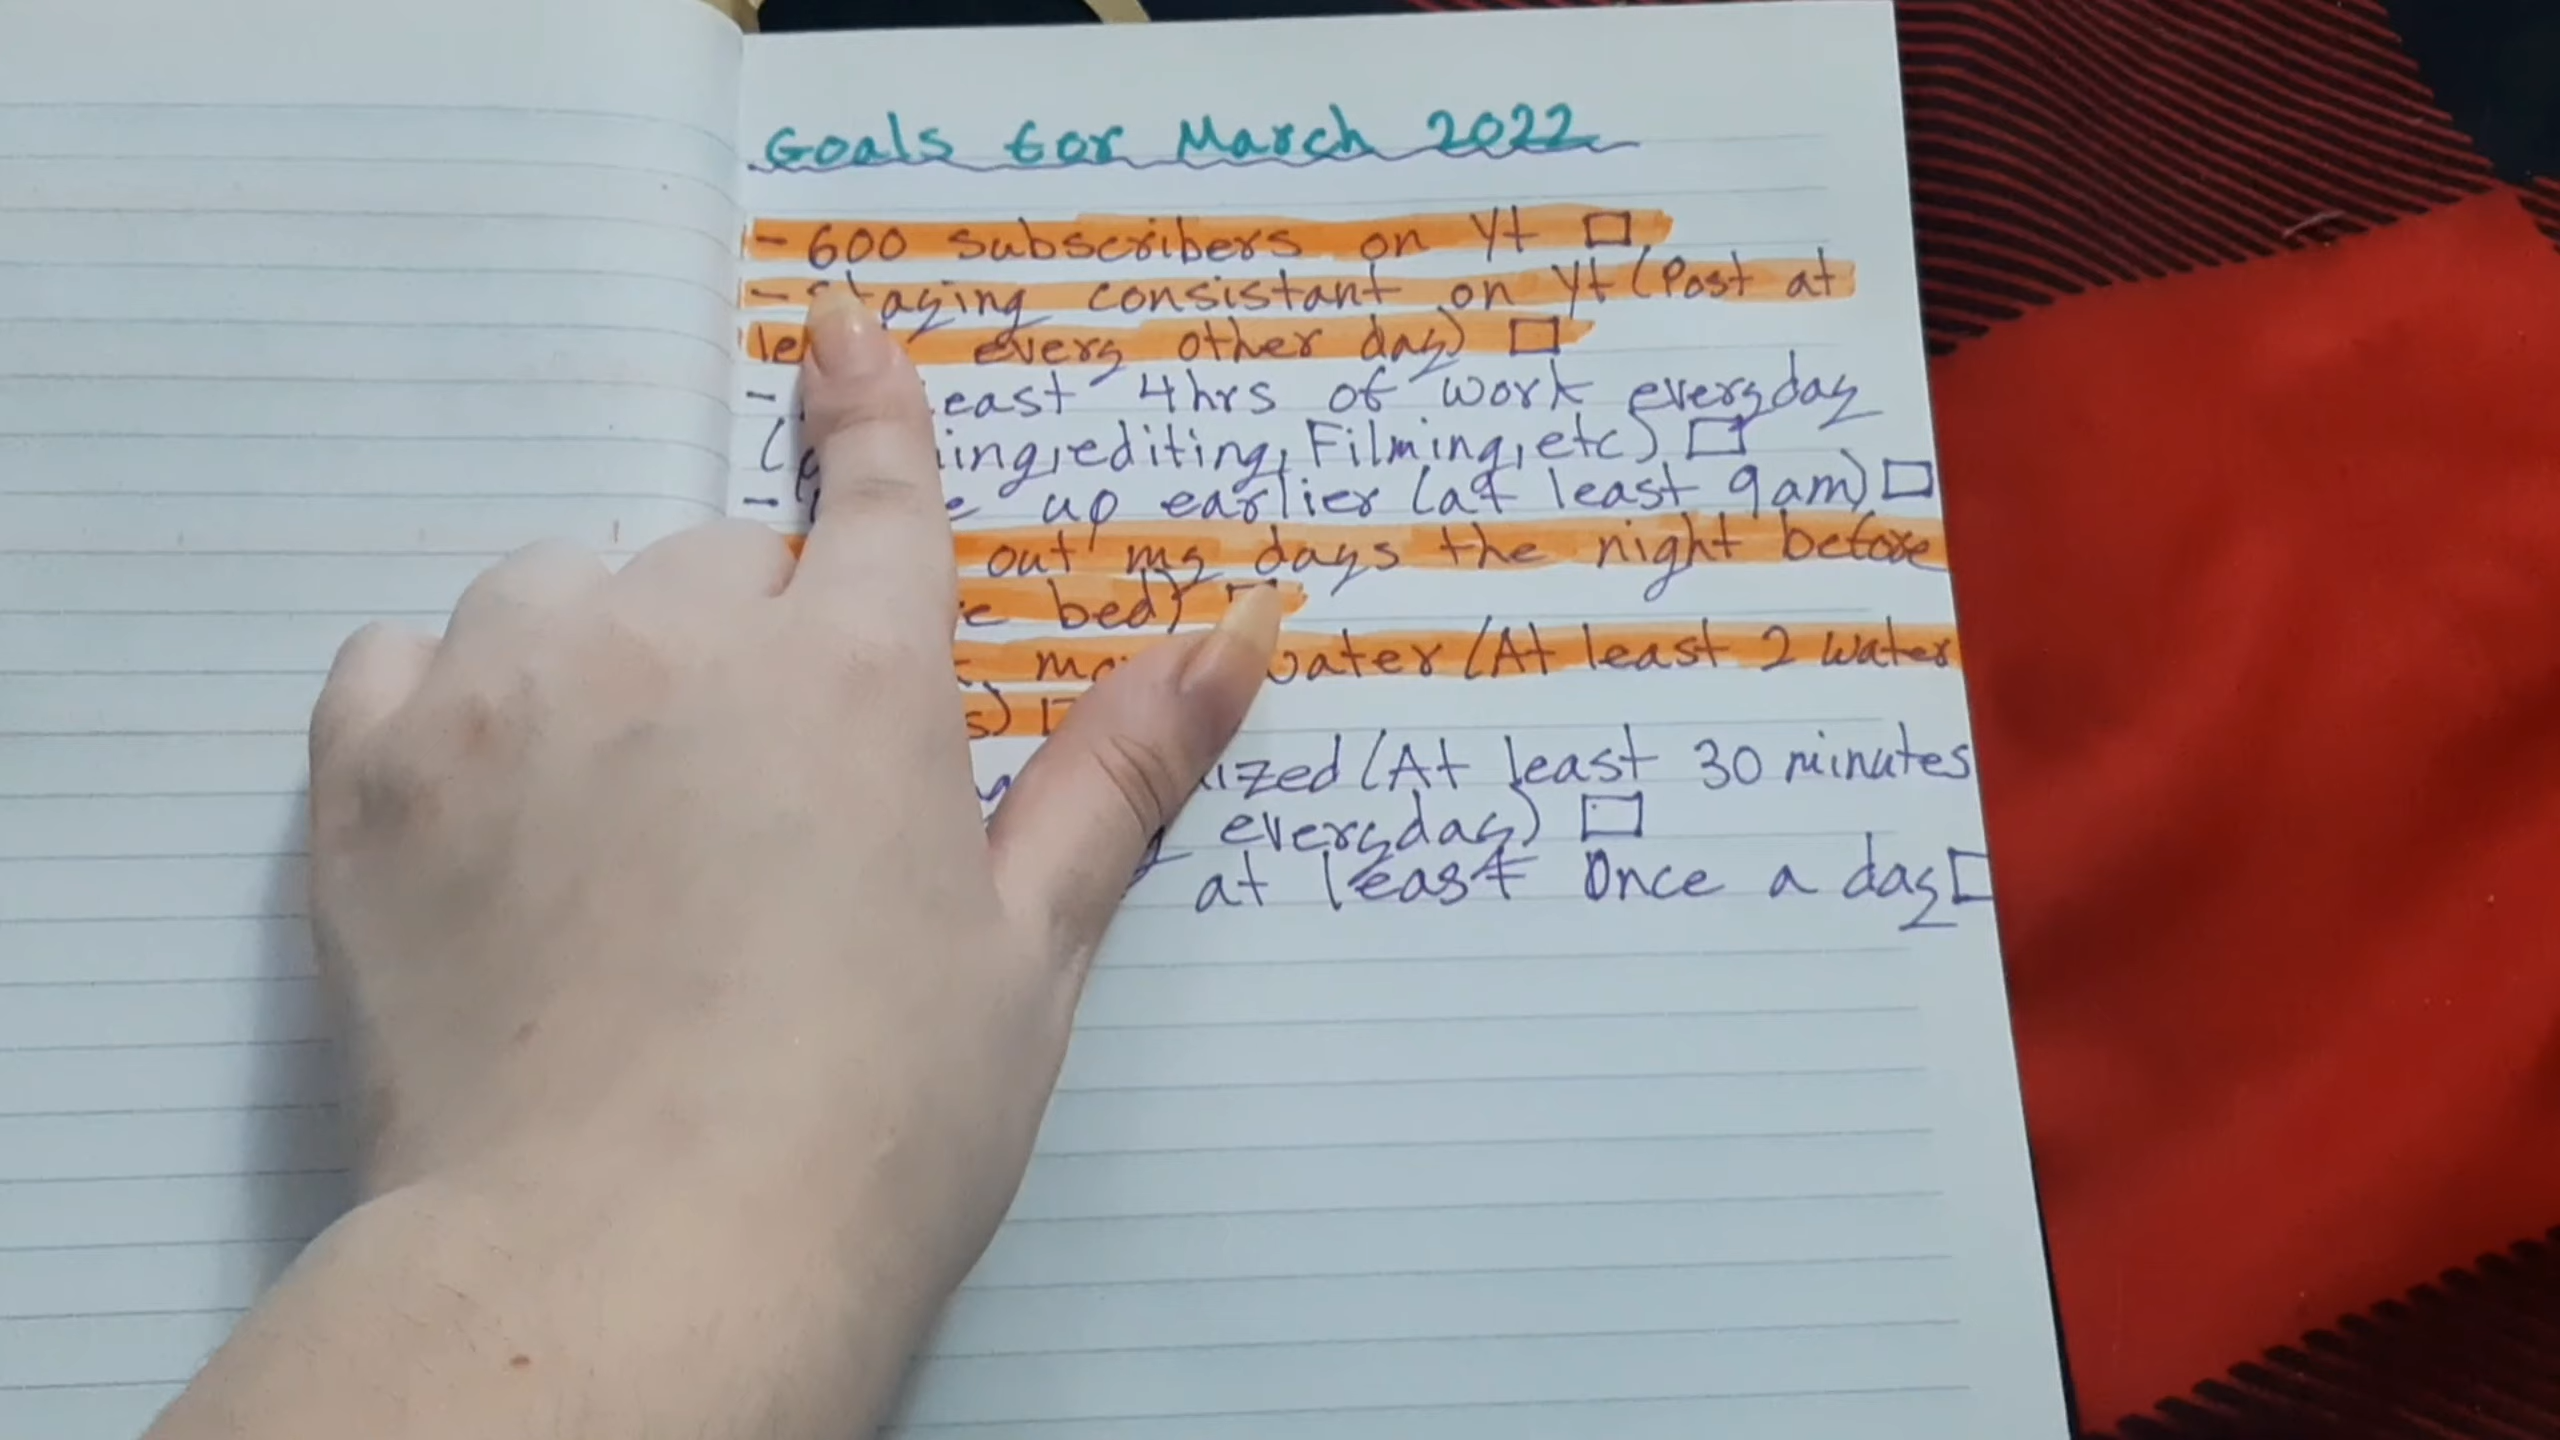 Goals for March 2022
- 600 subscribers on Yt
- Staying consistant on Yt (Post at
every other day)
- least 4hrs of work everyday
editing, Filming, etc)
- up earlier (at least 9am)
out my days the night before
bed)
water (At least 2 water
(At least 30 minutes
everyday)
at least Once a day